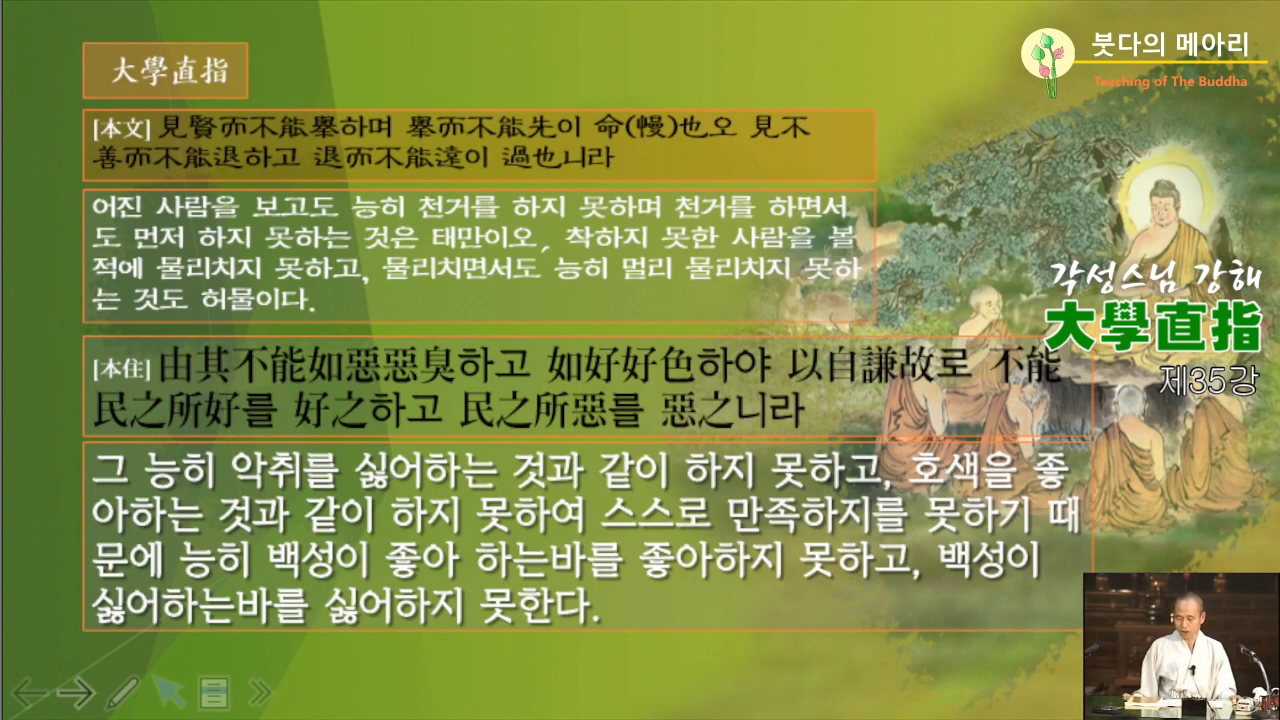 大學直指
붓다의 메아리
Teaching of The Buddha
[本文] 見賢而不能擧하며 擧而不能先이 命(慢)也오 見不
善而不能退하고 退而不能遠이 過也니라
어진 사람을 보고도 능히 천거를 하지 못하며 천거를 하면서
도 먼저 하지 못하는 것은 태만이오, 착하지 못한 사람을 볼
적에 물리치지 못하고, 물리치면서도 능히 멀리 물리치지 못하
는 것도 허물이다.
각성스님 강해
大學直指
제35강
[本住] 由其不能如惡惡臭하고 如好好色하야 以自謙故로 不能
民之所好를 好之하고 民之所惡를 惡之니라
그 능히 악취를 싫어하는 것과 같이 하지 못하고, 호색을 좋
아하는 것과 같이 하지 못하여 스스로 만족하지를 못하기 때
문에 능히 백성이 좋아 하는바를 좋아하지 못하고, 백성이
싫어하는바를 싫어하지 못한다.